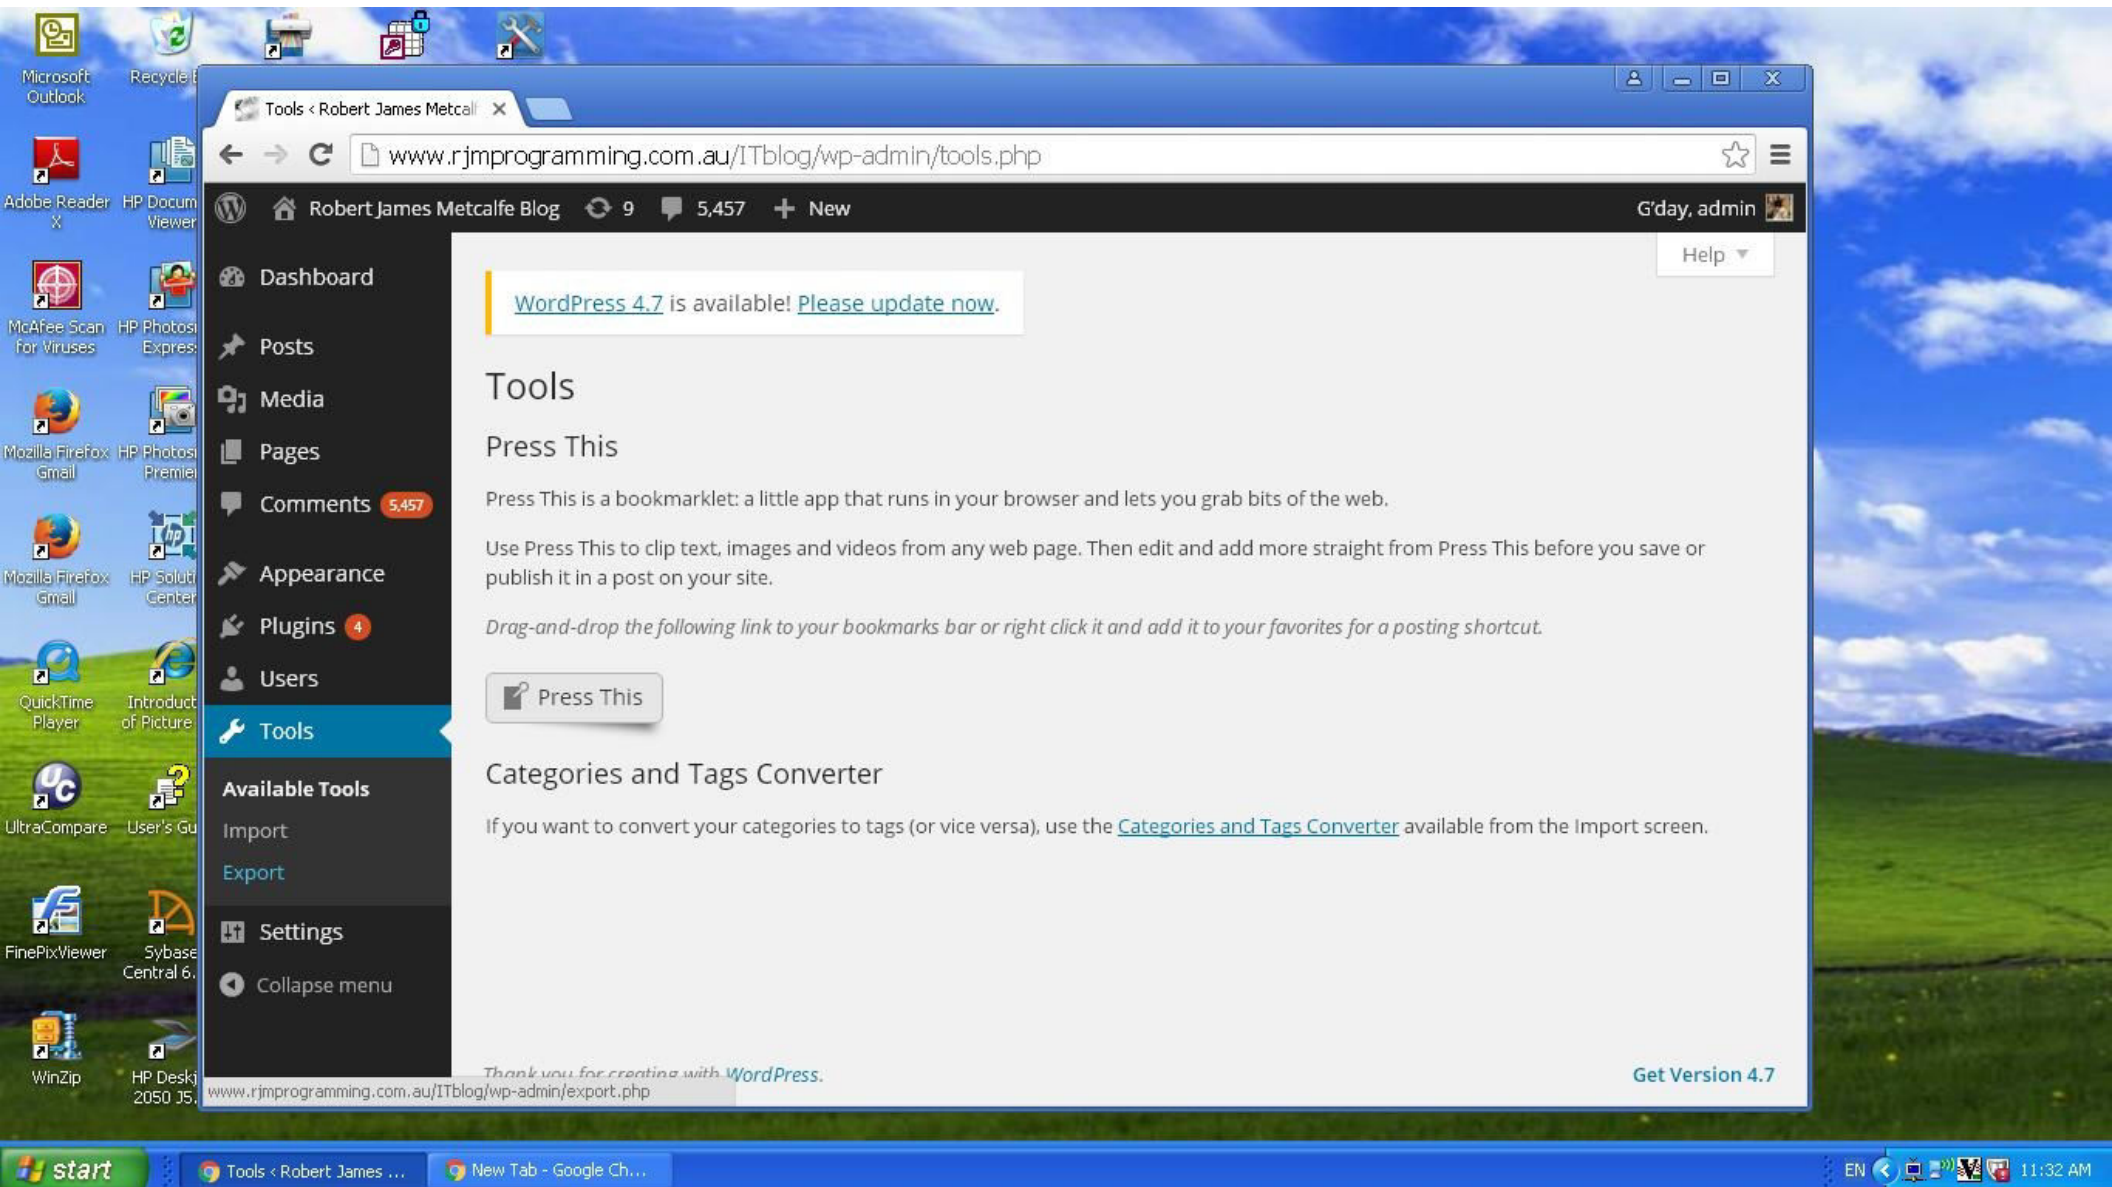 Microsoft
Outlook
Recycle
Adobe Reader
X
HP Docum
Viewer
McAfee Scan
for Viruses
HP Photos
Express
Mozilla Firefox
Gmail
HP Photos
Premie
Mozilla Firefox
Gmail
HP Soluti
Center
QuickTime
Player
Introduct
of Picture
UltraCompare
User's Gu
FinePixViewer
Sybase
Central 6.
WinZip
HP Deskj
2050 J5.
Tools ‹ Robert James Metcalf
www.rjmprogramming.com.au/ITblog/wp-admin/tools.php
Robert James Metcalfe Blog 9 5,457 + New
G'day, admin
Help
Dashboard
Posts
Media
Pages
Comments 5,457
Appearance
Plugins 4
Users
Tools
Available Tools
Import
Export
Settings
Collapse menu
WordPress 4.7 is available! Please update now.
Tools
Press This
Press This is a bookmarklet: a little app that runs in your browser and lets you grab bits of the web.
Use Press This to clip text, images and videos from any web page. Then edit and add more straight from Press This before you save or
publish it in a post on your site.
Drag-and-drop the following link to your bookmarks bar or right click it and add it to your favorites for a posting shortcut.
Press This
Categories and Tags Converter
If you want to convert your categories to tags (or vice versa), use the Categories and Tags Converter available from the Import screen.
Thank you for creating with WordPress.
Get Version 4.7
www.rjmprogramming.com.au/ITblog/wp-admin/export.php
start
Tools ‹ Robert James ...
New Tab - Google Ch...
EN
11:32 AM